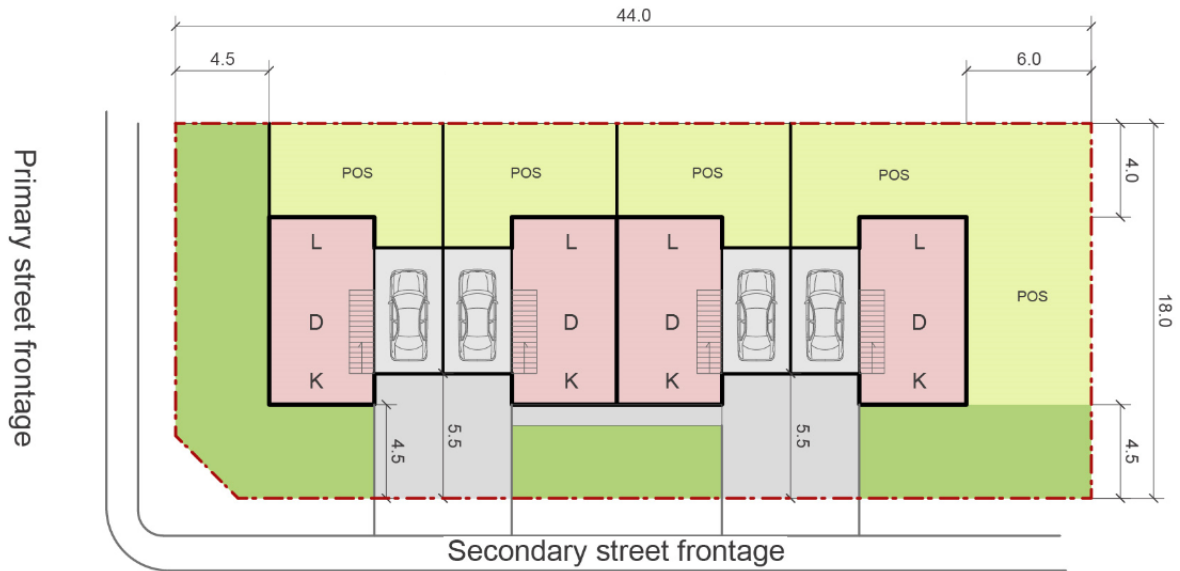 44.0
4.5
6.0
Primary street frontage
POS
POS
POS
POS
4.0
18.0
L
L
L
L
POS
D
D
D
D
K
K
K
K
4.5
5.5
5.5
4.5
Secondary street frontage